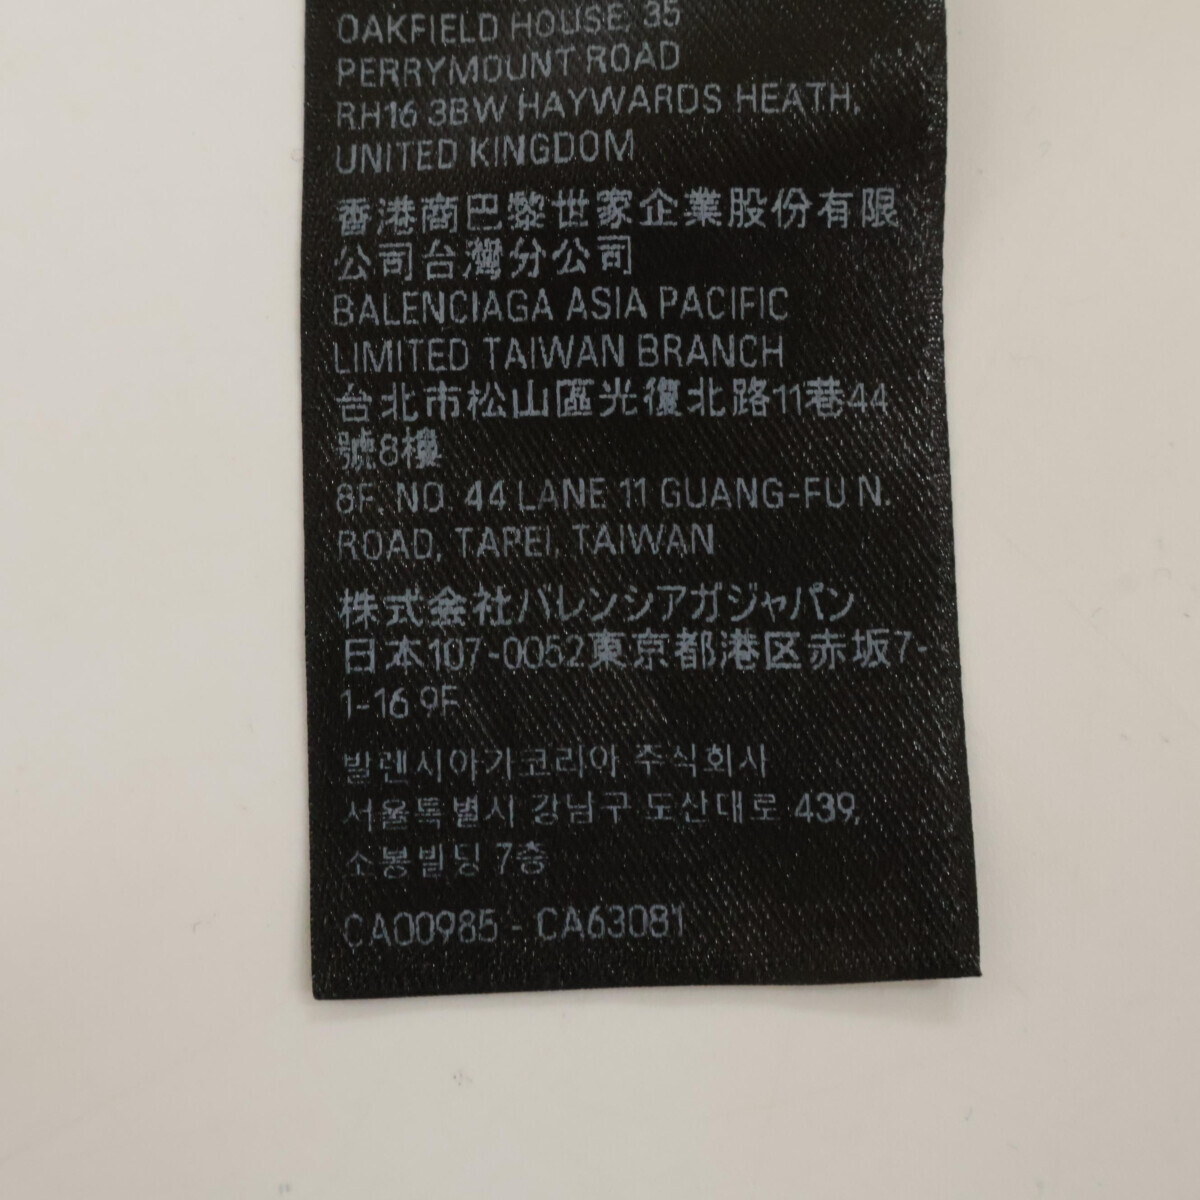 OAKFIELD HOUSE, 35
PERRYMOUNT ROAD
RH16 3BW HAYWARDS HEATH,
UNITED KINGDOM
香港商巴黎世家企業股份有限
公司台灣分公司
BALENCIAGA ASIA PACIFIC
LIMITED TAIWAN BRANCH
台北市松山區光復北路11巷44
號8樓
8F, NO. 44 LANE 11 GUANG-FU N.
ROAD, TAPEI, TAIWAN
株式会社バレンシアガジャパン
日本107-0052東京都港区赤坂7-
1-16 9F
발렌시아가코리아 주식회사
서울특별시 강남구 도산대로 439,
소봉빌딩 7층
CA00985 - CA63081